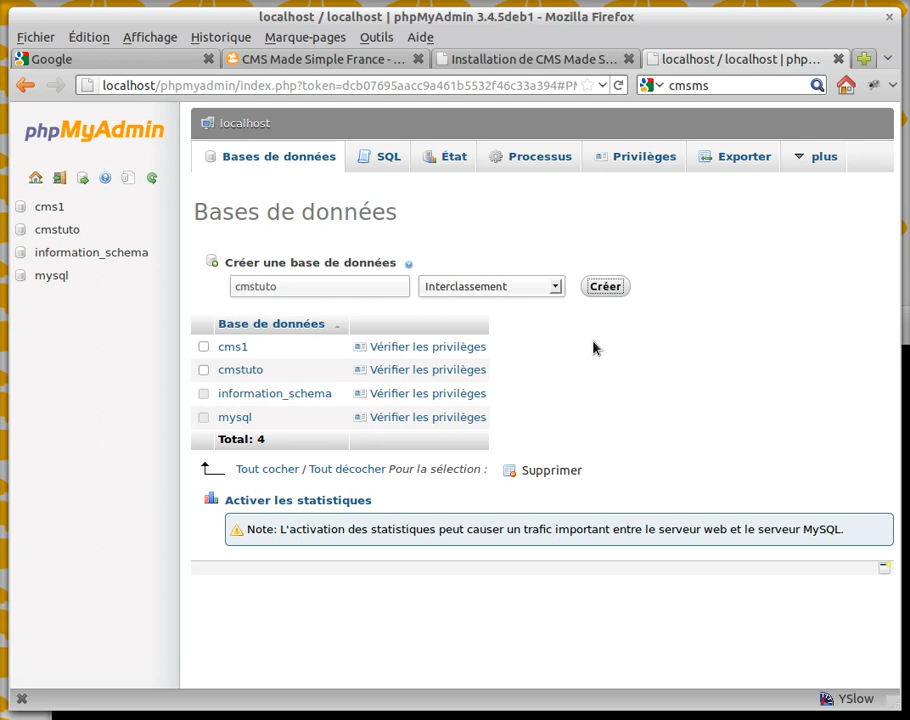 localhost / localhost | phpMyAdmin 3.4.5deb1 - Mozilla Firefox
Fichier Édition Affichage Historique Marque-pages Outils Aide
Google CMS Made Simple France - ... Installation de CMS Made S... localhost / localhost | php...
localhost/phpmyadmin/index.php?token=dcb07695aacc9a461b5532f46c33a394#PM cmsms
phpMyAdmin
cms1
cmstuto
information_schema
mysql
localhost
Bases de données SQL État Processus Privilèges Exporter plus
Bases de données
Créer une base de données
cmstuto Interclassement Créer
Base de données
cms1 Vérifier les privilèges
cmstuto Vérifier les privilèges
information_schema Vérifier les privilèges
mysql Vérifier les privilèges
Total: 4
Tout cocher / Tout décocher Pour la sélection : Supprimer
Activer les statistiques
Note: L'activation des statistiques peut causer un trafic important entre le serveur web et le serveur MySQL.
YSlow